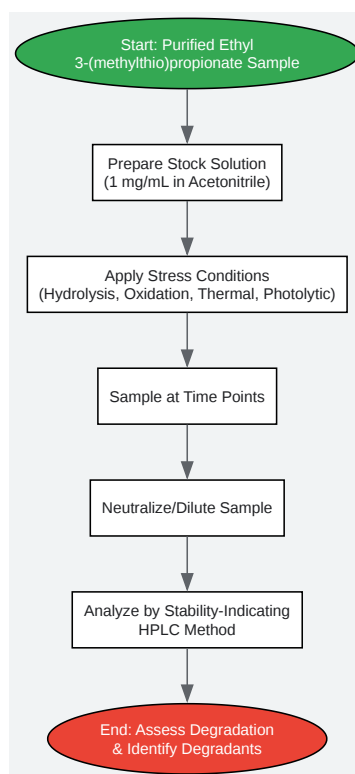 Start: Purified Ethyl
3-(methylthio)propionate Sample
Prepare Stock Solution
(1 mg/mL in Acetonitrile)
Apply Stress Conditions
(Hydrolysis, Oxidation, Thermal, Photolytic)
Sample at Time Points
Neutralize/Dilute Sample
Analyze by Stability-Indicating
HPLC Method
End: Assess Degradation
& Identify Degradants